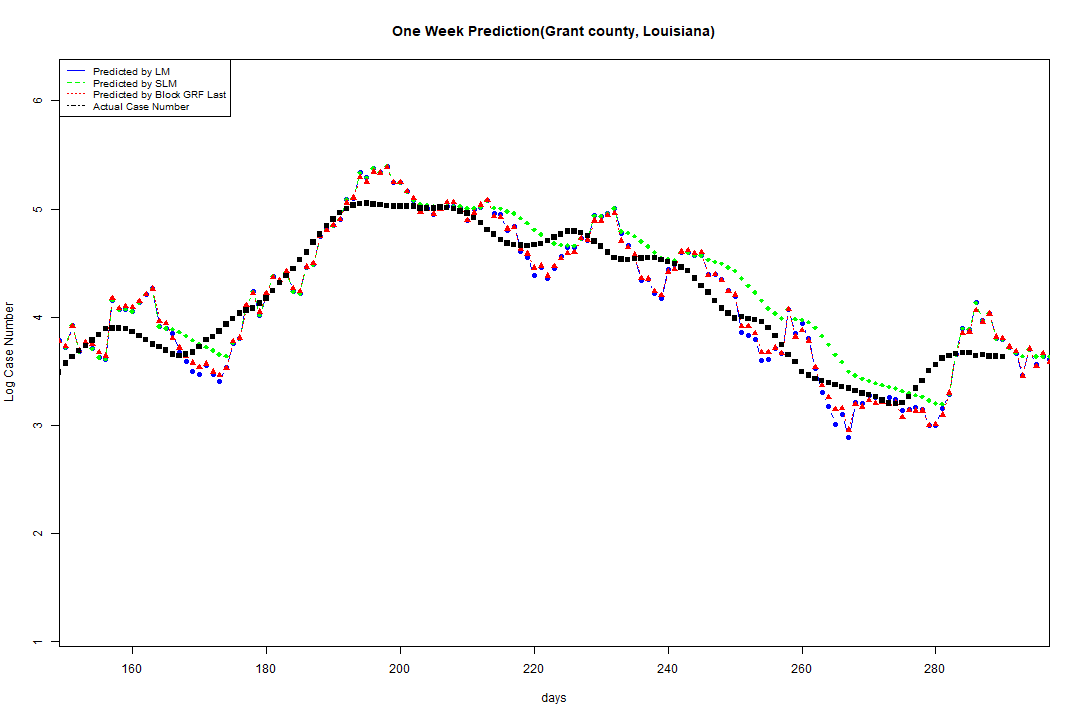 One Week Prediction(Grant county, Louisiana)
Predicted by LM
Predicted by SLM
Predicted by Block GRF Last
Actual Case Number
6
5
4
3
2
1
Log Case Number
160 180 200 220 240 260 280
days